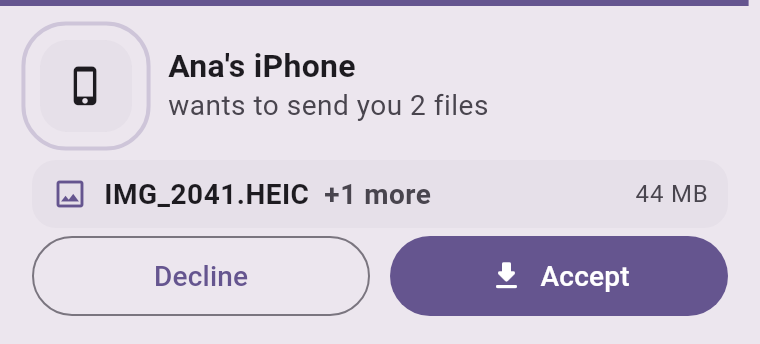 Ana's iPhone
wants to send you 2 files
IMG_2041.HEIC +1 more 44 MB
Decline Accept